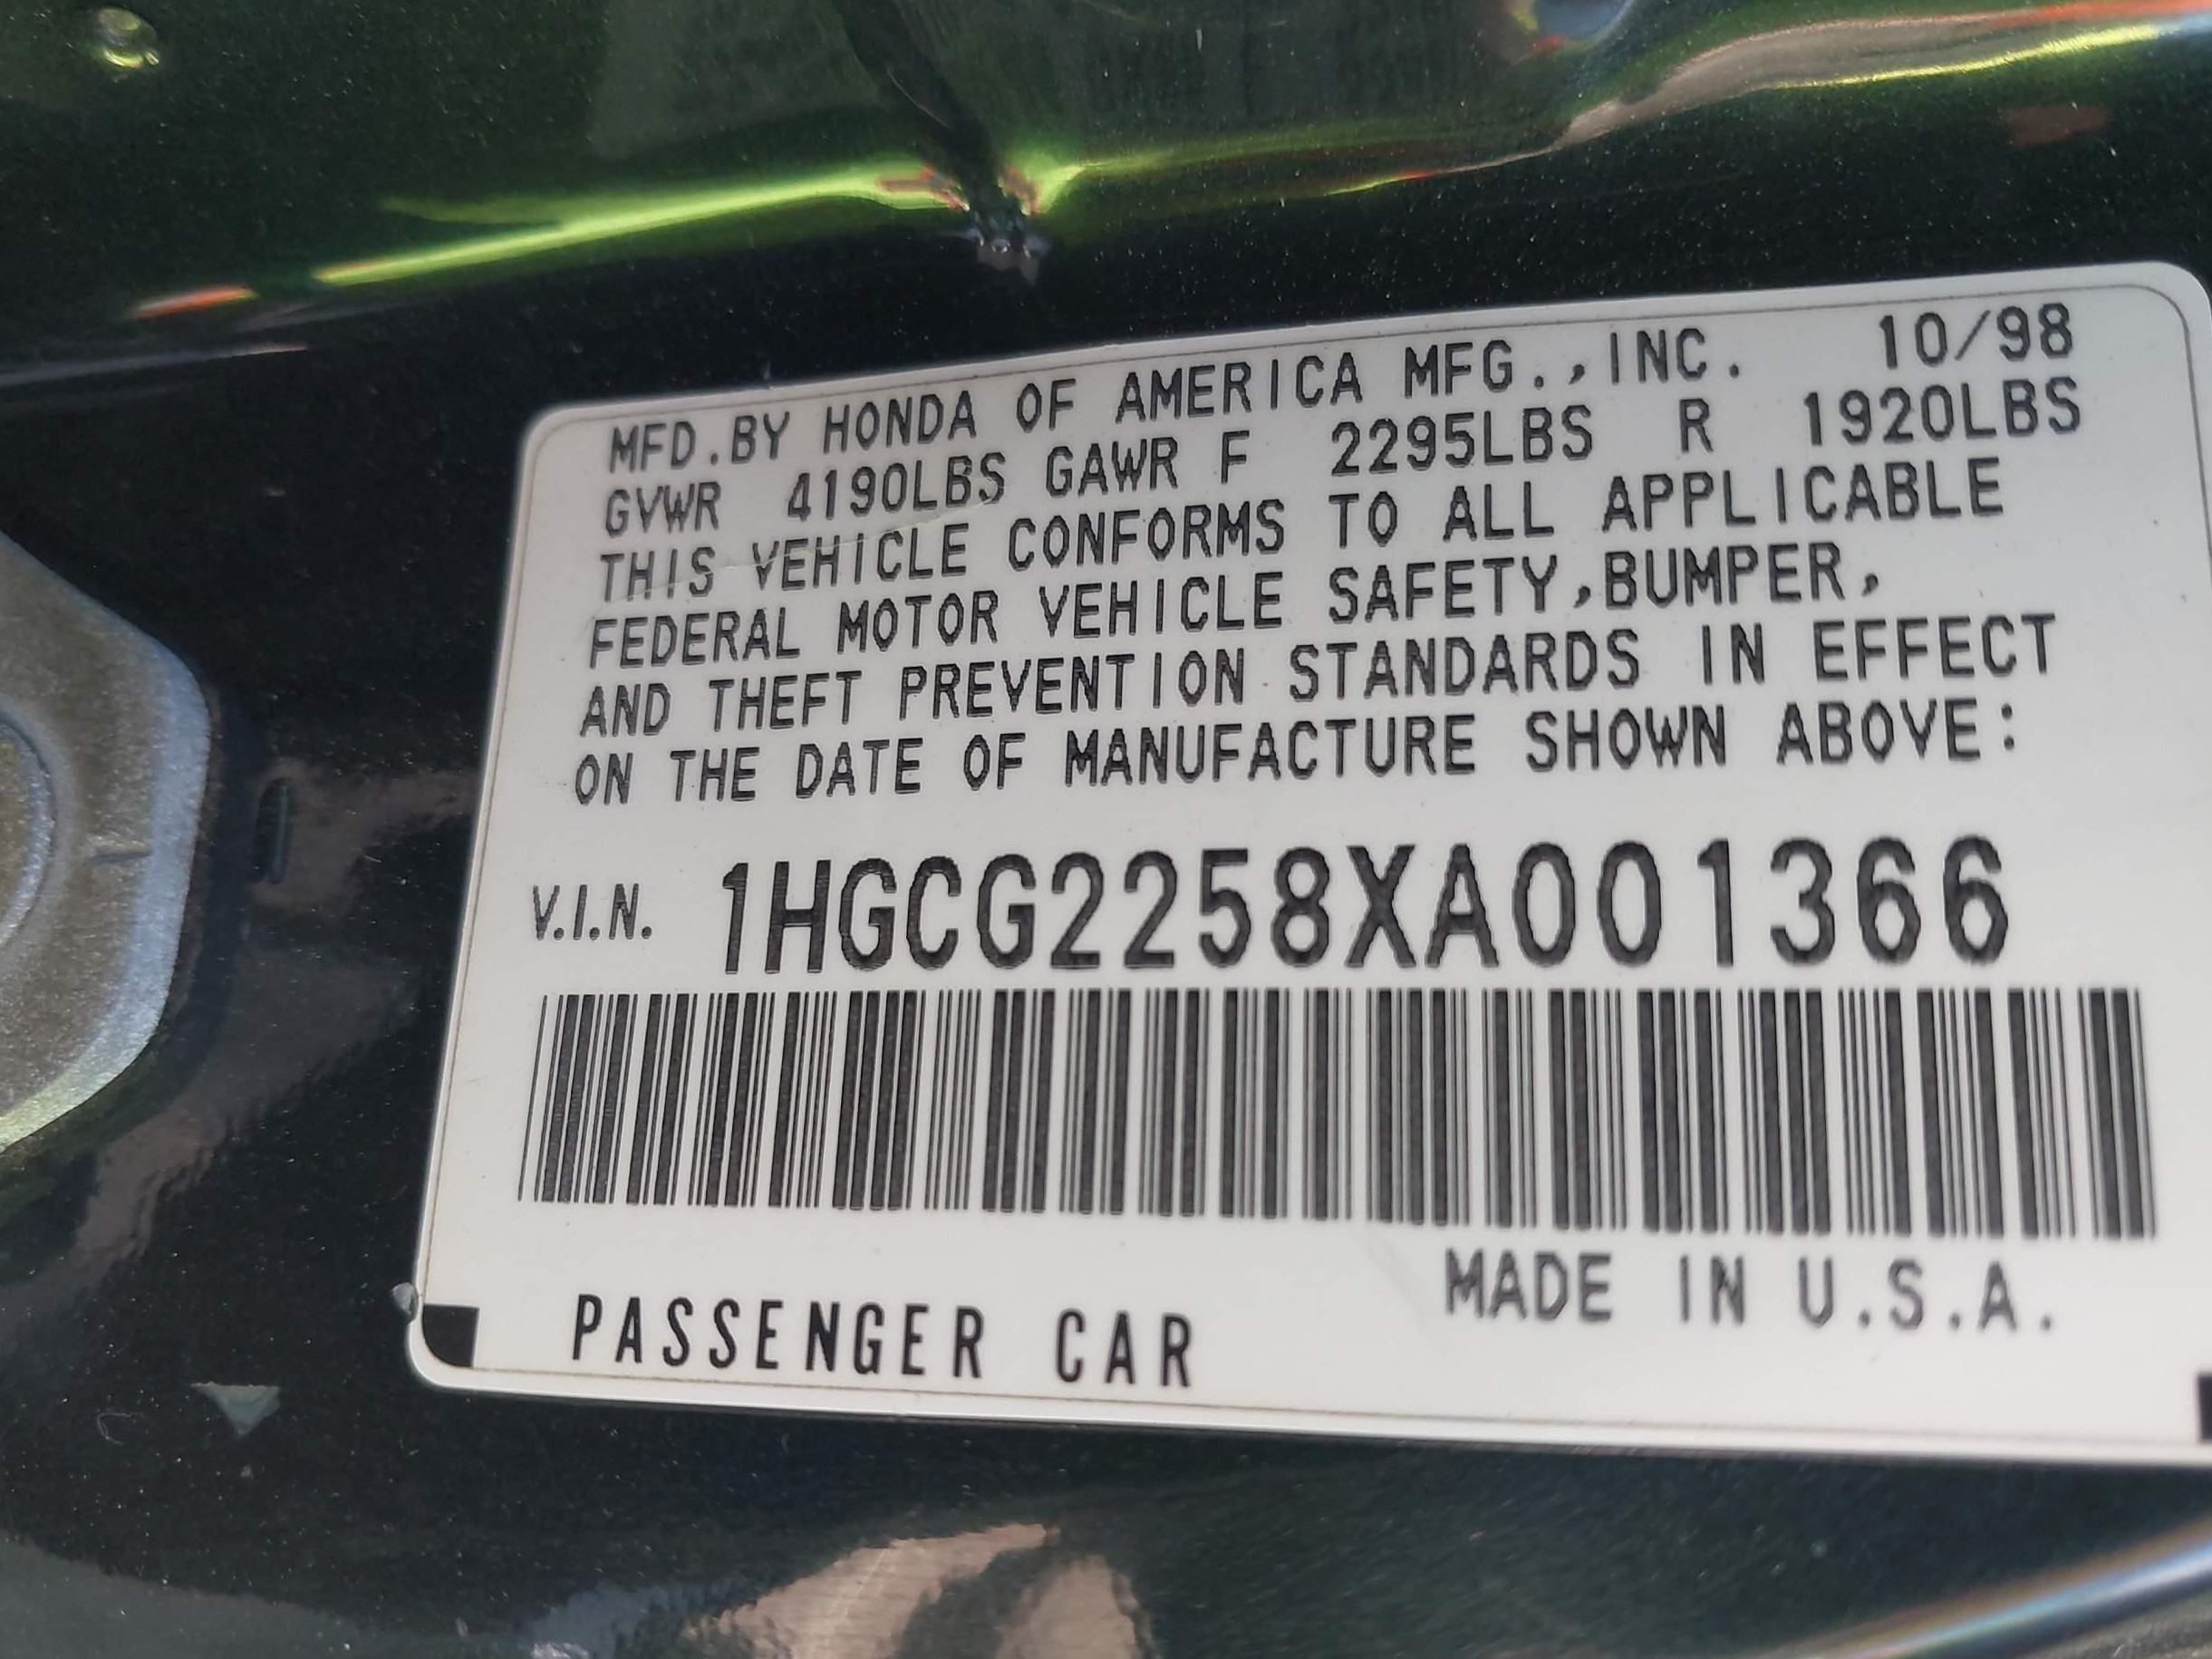 MFD.BY HONDA OF AMERICA MFG.,INC. 10/98
GVWR 4190LBS GAWR F 2295LBS R 1920LBS
THIS VEHICLE CONFORMS TO ALL APPLICABLE
FEDERAL MOTOR VEHICLE SAFETY,BUMPER,
AND THEFT PREVENTION STANDARDS IN EFFECT
ON THE DATE OF MANUFACTURE SHOWN ABOVE:
V.I.N. 1HGCG2258XA001366
MADE IN U.S.A.
PASSENGER CAR